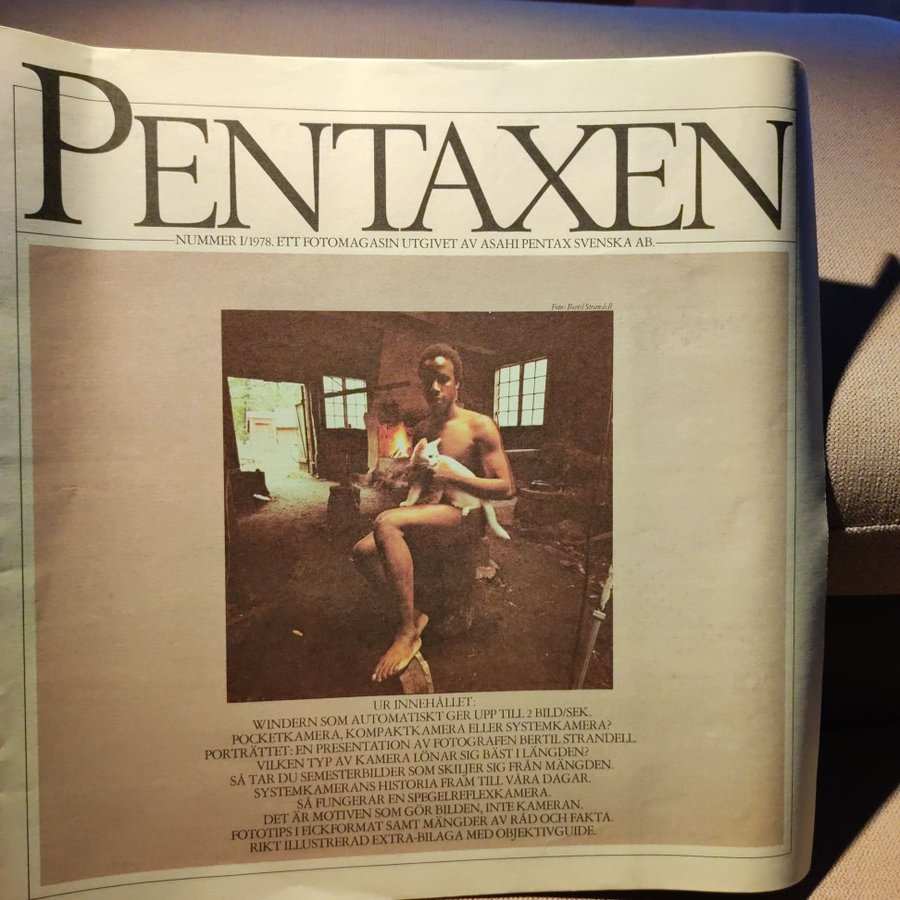 PENTAXEN
NUMMER 1/1978. ETT FOTOMAGASIN UTGIVET AV ASAHI PENTAX SVENSKA AB.
Foto: Bertil Strandell
UR INNEHÅLLET:
WINDERN SOM AUTOMATISKT GER UPP TILL 2 BILD/SEK.
POCKETKAMERA, KOMPAKTKAMERA ELLER SYSTEMKAMERA?
PORTRÄTTET: EN PRESENTATION AV FOTOGRAFEN BERTIL STRANDELL.
VILKEN TYP AV KAMERA LÖNAR SIG BÄST I LÄNGDEN?
SÅ TAR DU SEMESTERBILDER SOM SKILJER SIG FRÅN MÄNGDEN.
SYSTEMKAMERANS HISTORIA FRAM TILL VÅRA DAGAR.
SÅ FUNGERAR EN SPEGELREFLEXKAMERA.
DET ÄR MOTIVEN SOM GÖR BILDEN, INTE KAMERAN.
FOTOTIPS I FICKFORMAT SAMT MÄNGDER AV RÅD OCH FAKTA.
RIKT ILLUSTRERAD EXTRA-BILAGA MED OBJEKTIVGUIDE.